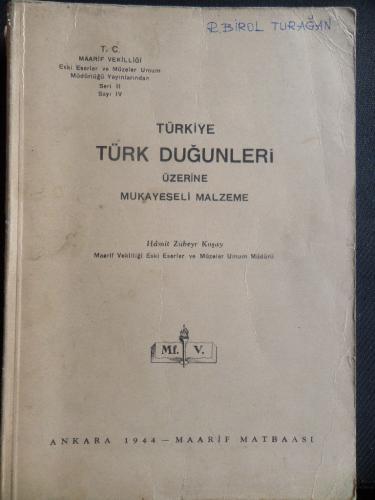 R. BİROL TURAĞAN
T. C.
MAARİF VEKİLLİĞİ
Eski Eserler ve Müzeler Umum
Müdürlüğü Yayınlarından
Seri II
Sayı IV
TÜRKİYE
TÜRK DUĞUNLERİ
ÜZERİNE
MUKAYESELİ MALZEME
Hâmit Zübeyr Koşay
Maarif Vekilliği Eski Eserler ve Müzeler Umum Müdürü
Mf. V.
ANKARA 1944 — MAARİF MATBAASI